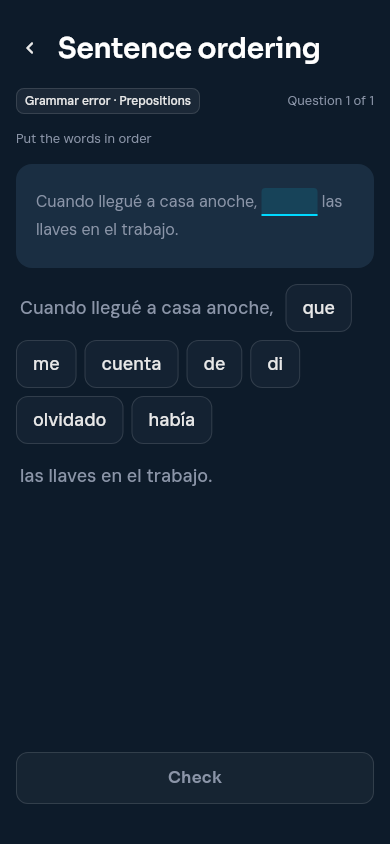 Sentence ordering
Grammar error · Prepositions
Question 1 of 1
Put the words in order
Cuando llegué a casa anoche, las
llaves en el trabajo.
Cuando llegué a casa anoche, que
me cuenta de di
olvidado había
las llaves en el trabajo.
Check